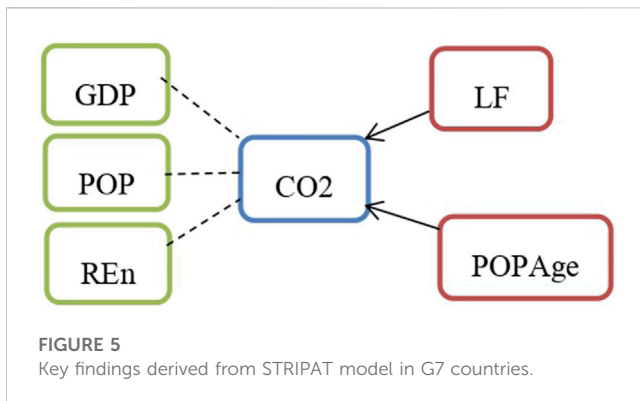 GDP
POP
REn
CO2
LF
POPAge
FIGURE 5
Key findings derived from STRIPAT model in G7 countries.